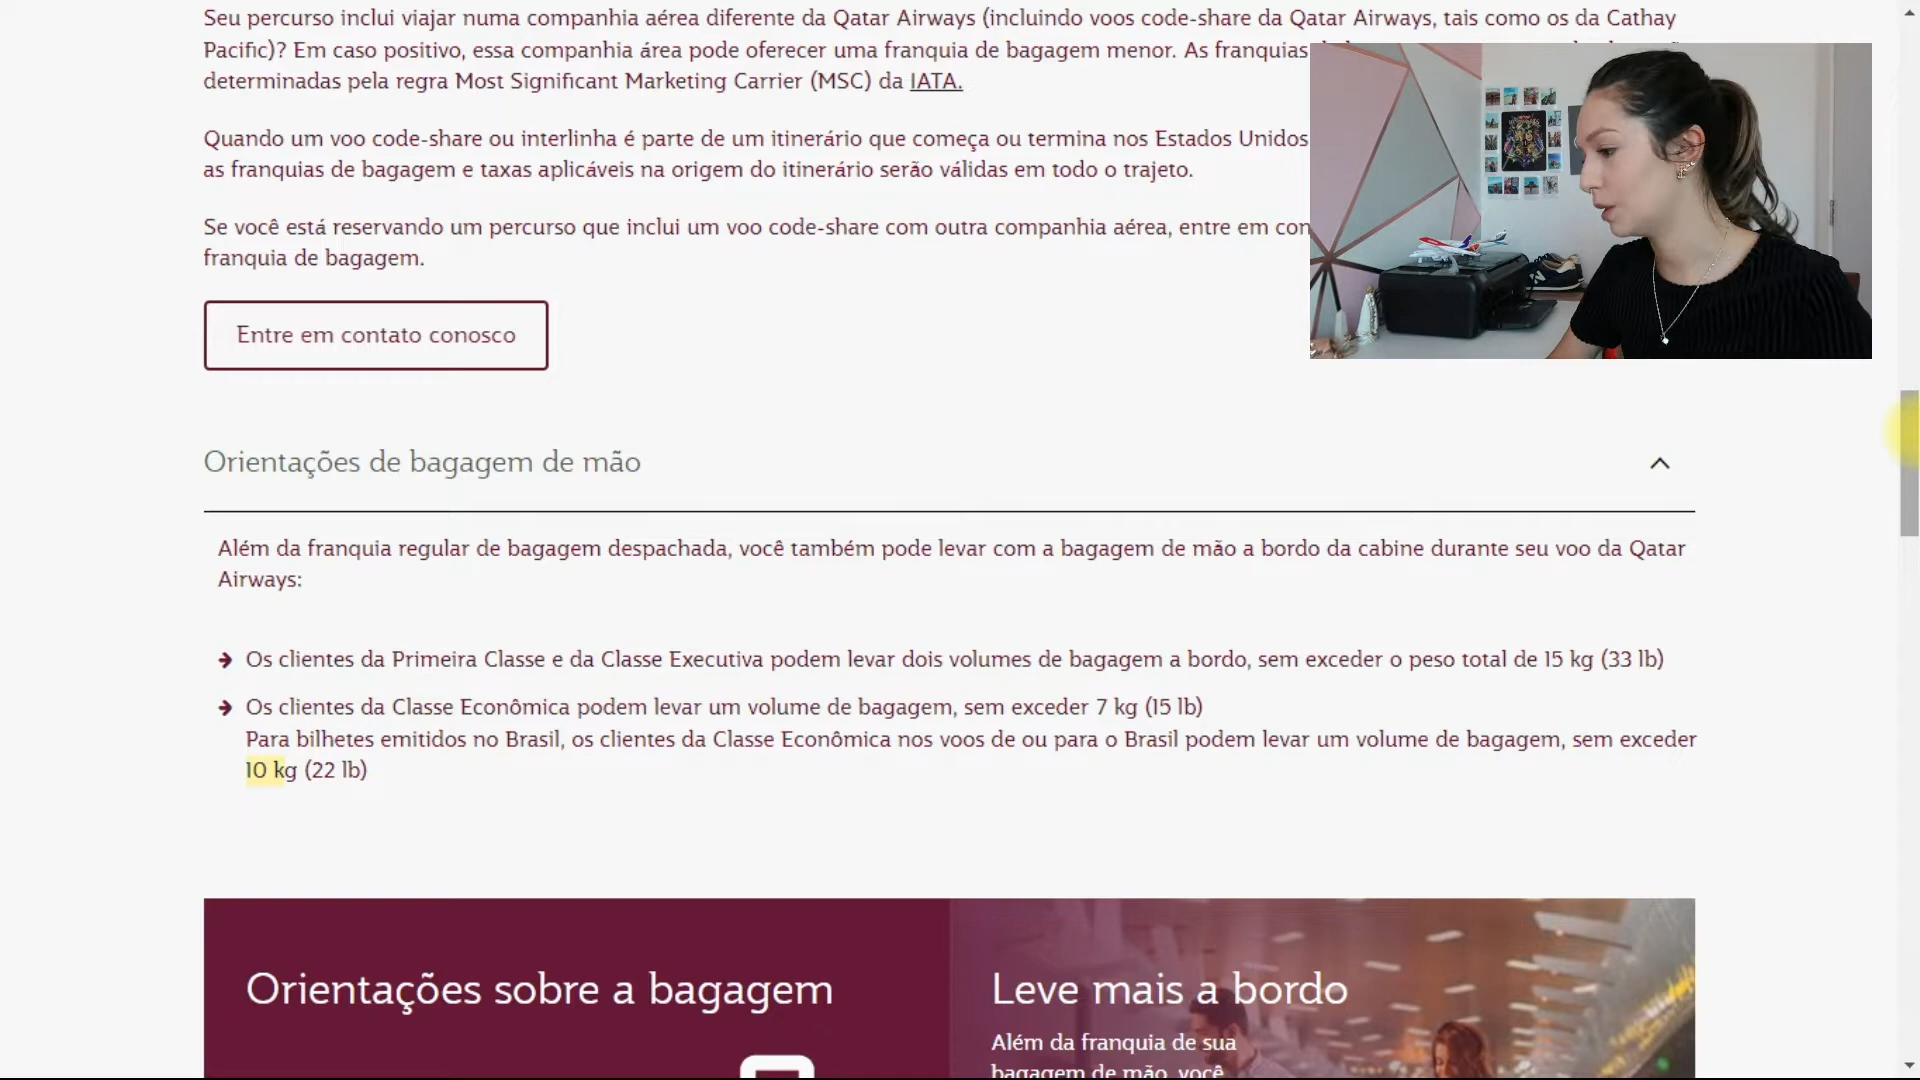 Seu percurso inclui viajar numa companhia aérea diferente da Qatar Airways (incluindo voos code-share da Qatar Airways, tais como os da Cathay
Pacific)? Em caso positivo, essa companhia área pode oferecer uma franquia de bagagem menor. As franquias
determinadas pela regra Most Significant Marketing Carrier (MSC) da IATA.
Quando um voo code-share ou interlinha é parte de um itinerário que começa ou termina nos Estados Unidos
as franquias de bagagem e taxas aplicáveis na origem do itinerário serão válidas em todo o trajeto.
Se você está reservando um percurso que inclui um voo code-share com outra companhia aérea, entre em con
franquia de bagagem.
Entre em contato conosco
Orientações de bagagem de mão
Além da franquia regular de bagagem despachada, você também pode levar com a bagagem de mão a bordo da cabine durante seu voo da Qatar
Airways:
Os clientes da Primeira Classe e da Classe Executiva podem levar dois volumes de bagagem a bordo, sem exceder o peso total de 15 kg (33 lb)
Os clientes da Classe Econômica podem levar um volume de bagagem, sem exceder 7 kg (15 lb)
Para bilhetes emitidos no Brasil, os clientes da Classe Econômica nos voos de ou para o Brasil podem levar um volume de bagagem, sem exceder
10 kg (22 lb)
Orientações sobre a bagagem
Leve mais a bordo
Além da franquia de sua
bagagem de mão, você